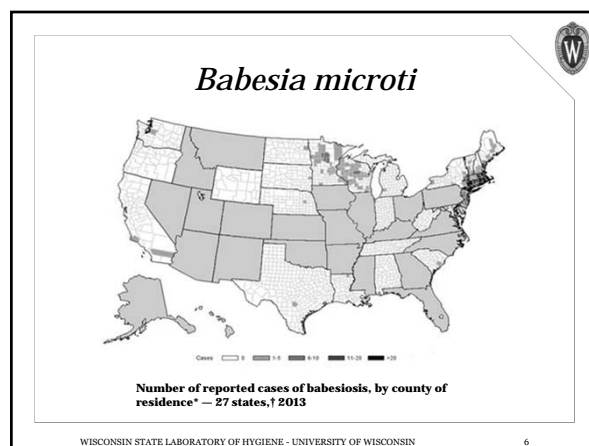 W
Babesia microti
Cases 0 1-5 6-10 11-20 >20
Number of reported cases of babesiosis, by county of
residence* — 27 states,† 2013
WISCONSIN STATE LABORATORY OF HYGIENE - UNIVERSITY OF WISCONSIN 6